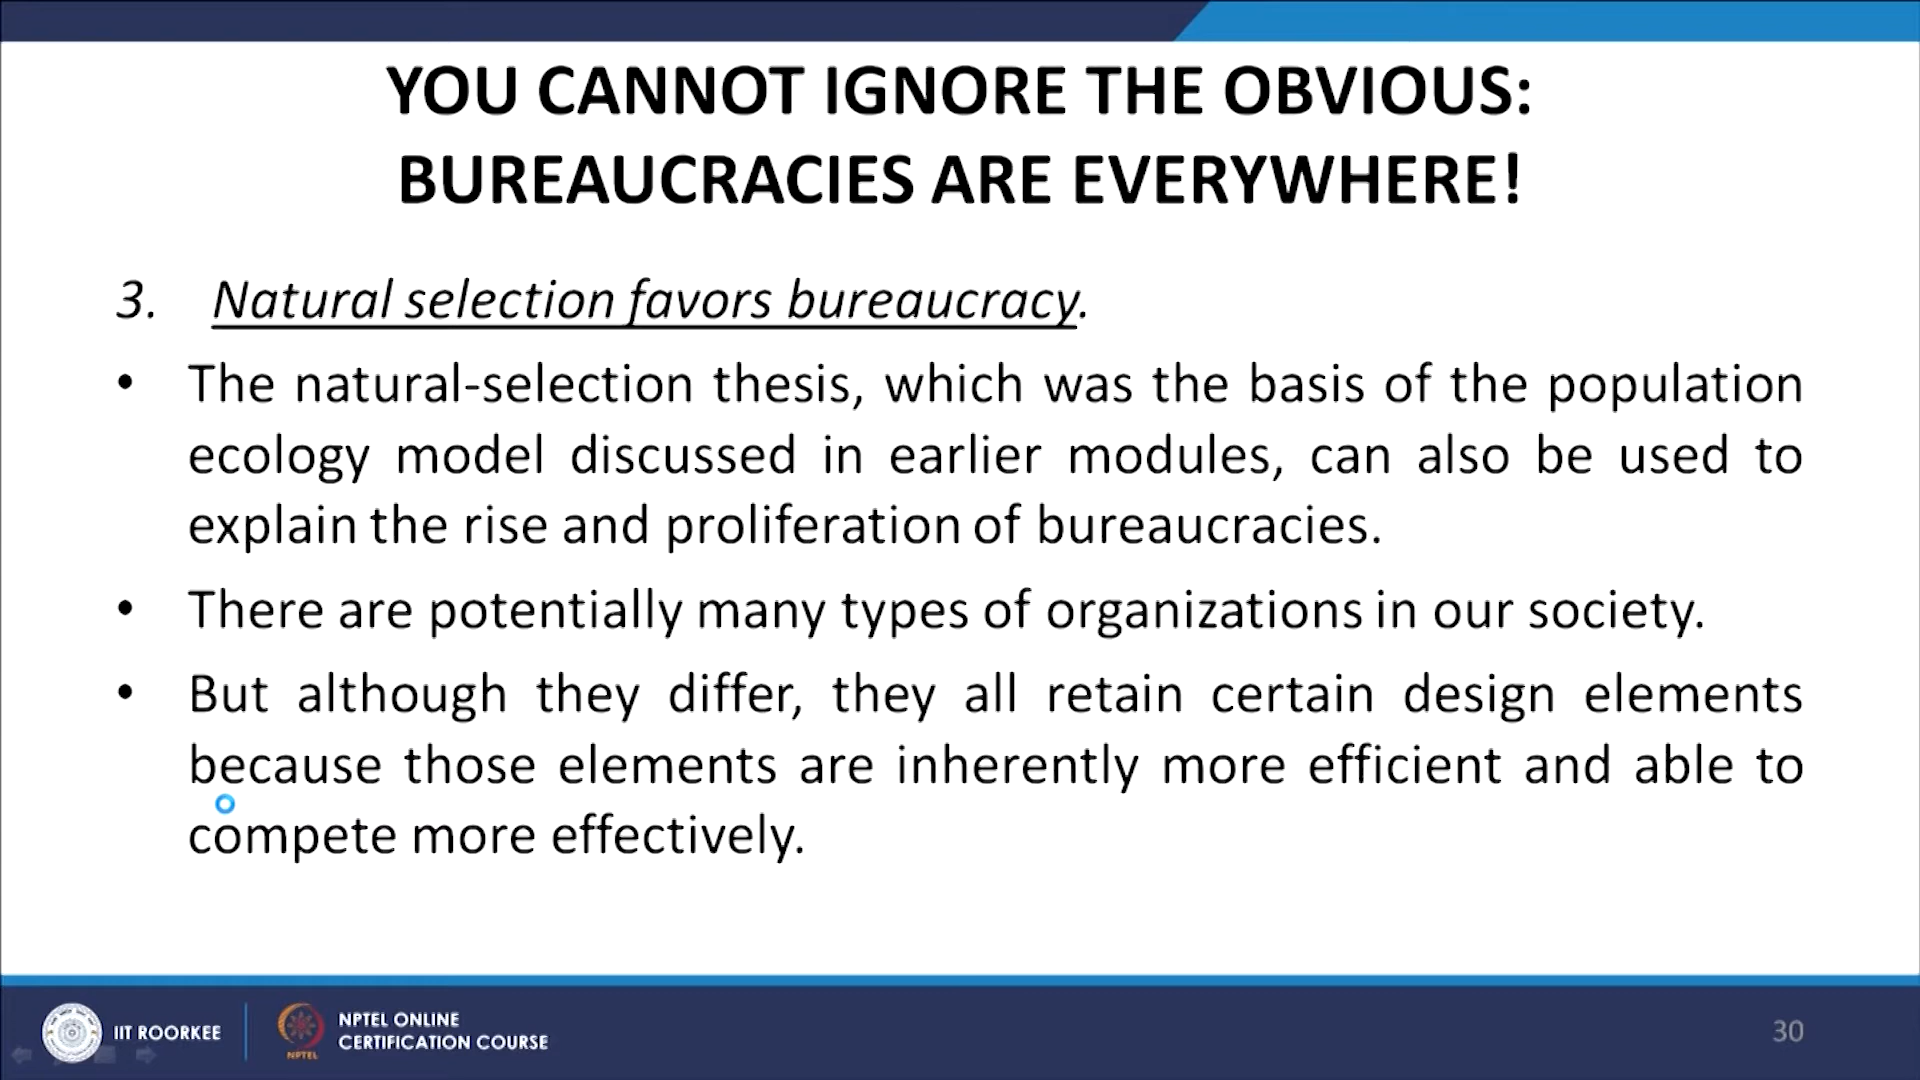 YOU CANNOT IGNORE THE OBVIOUS:
BUREAUCRACIES ARE EVERYWHERE!
3. Natural selection favors bureaucracy.
• The natural-selection thesis, which was the basis of the population
ecology model discussed in earlier modules, can also be used to
explain the rise and proliferation of bureaucracies.
• There are potentially many types of organizations in our society.
• But although they differ, they all retain certain design elements
because those elements are inherently more efficient and able to
compete more effectively.
IIT ROORKEE
NPTEL
NPTEL ONLINE
CERTIFICATION COURSE
30